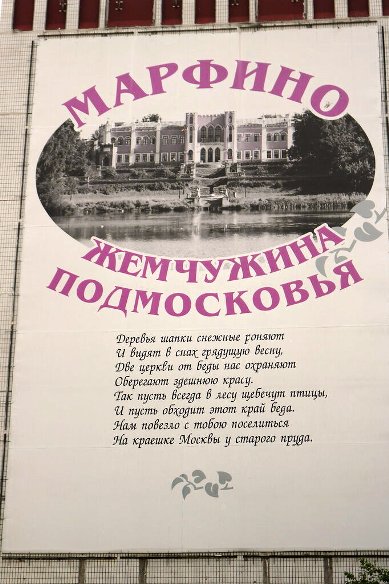 МАРФИНО
ЖЕМЧУЖИНА
ПОДМОСКОВЬЯ
Деревья шапки снежные роняют
И видят в снах грядущую весну,
Две церкви от беды нас охраняют
Оберегают здешнюю красу.
Так пусть всегда в лесу щебечут птицы,
И пусть обходит этот край беда.
Нам повезло с тобою поселиться
На краешке Москвы у старого пруда.